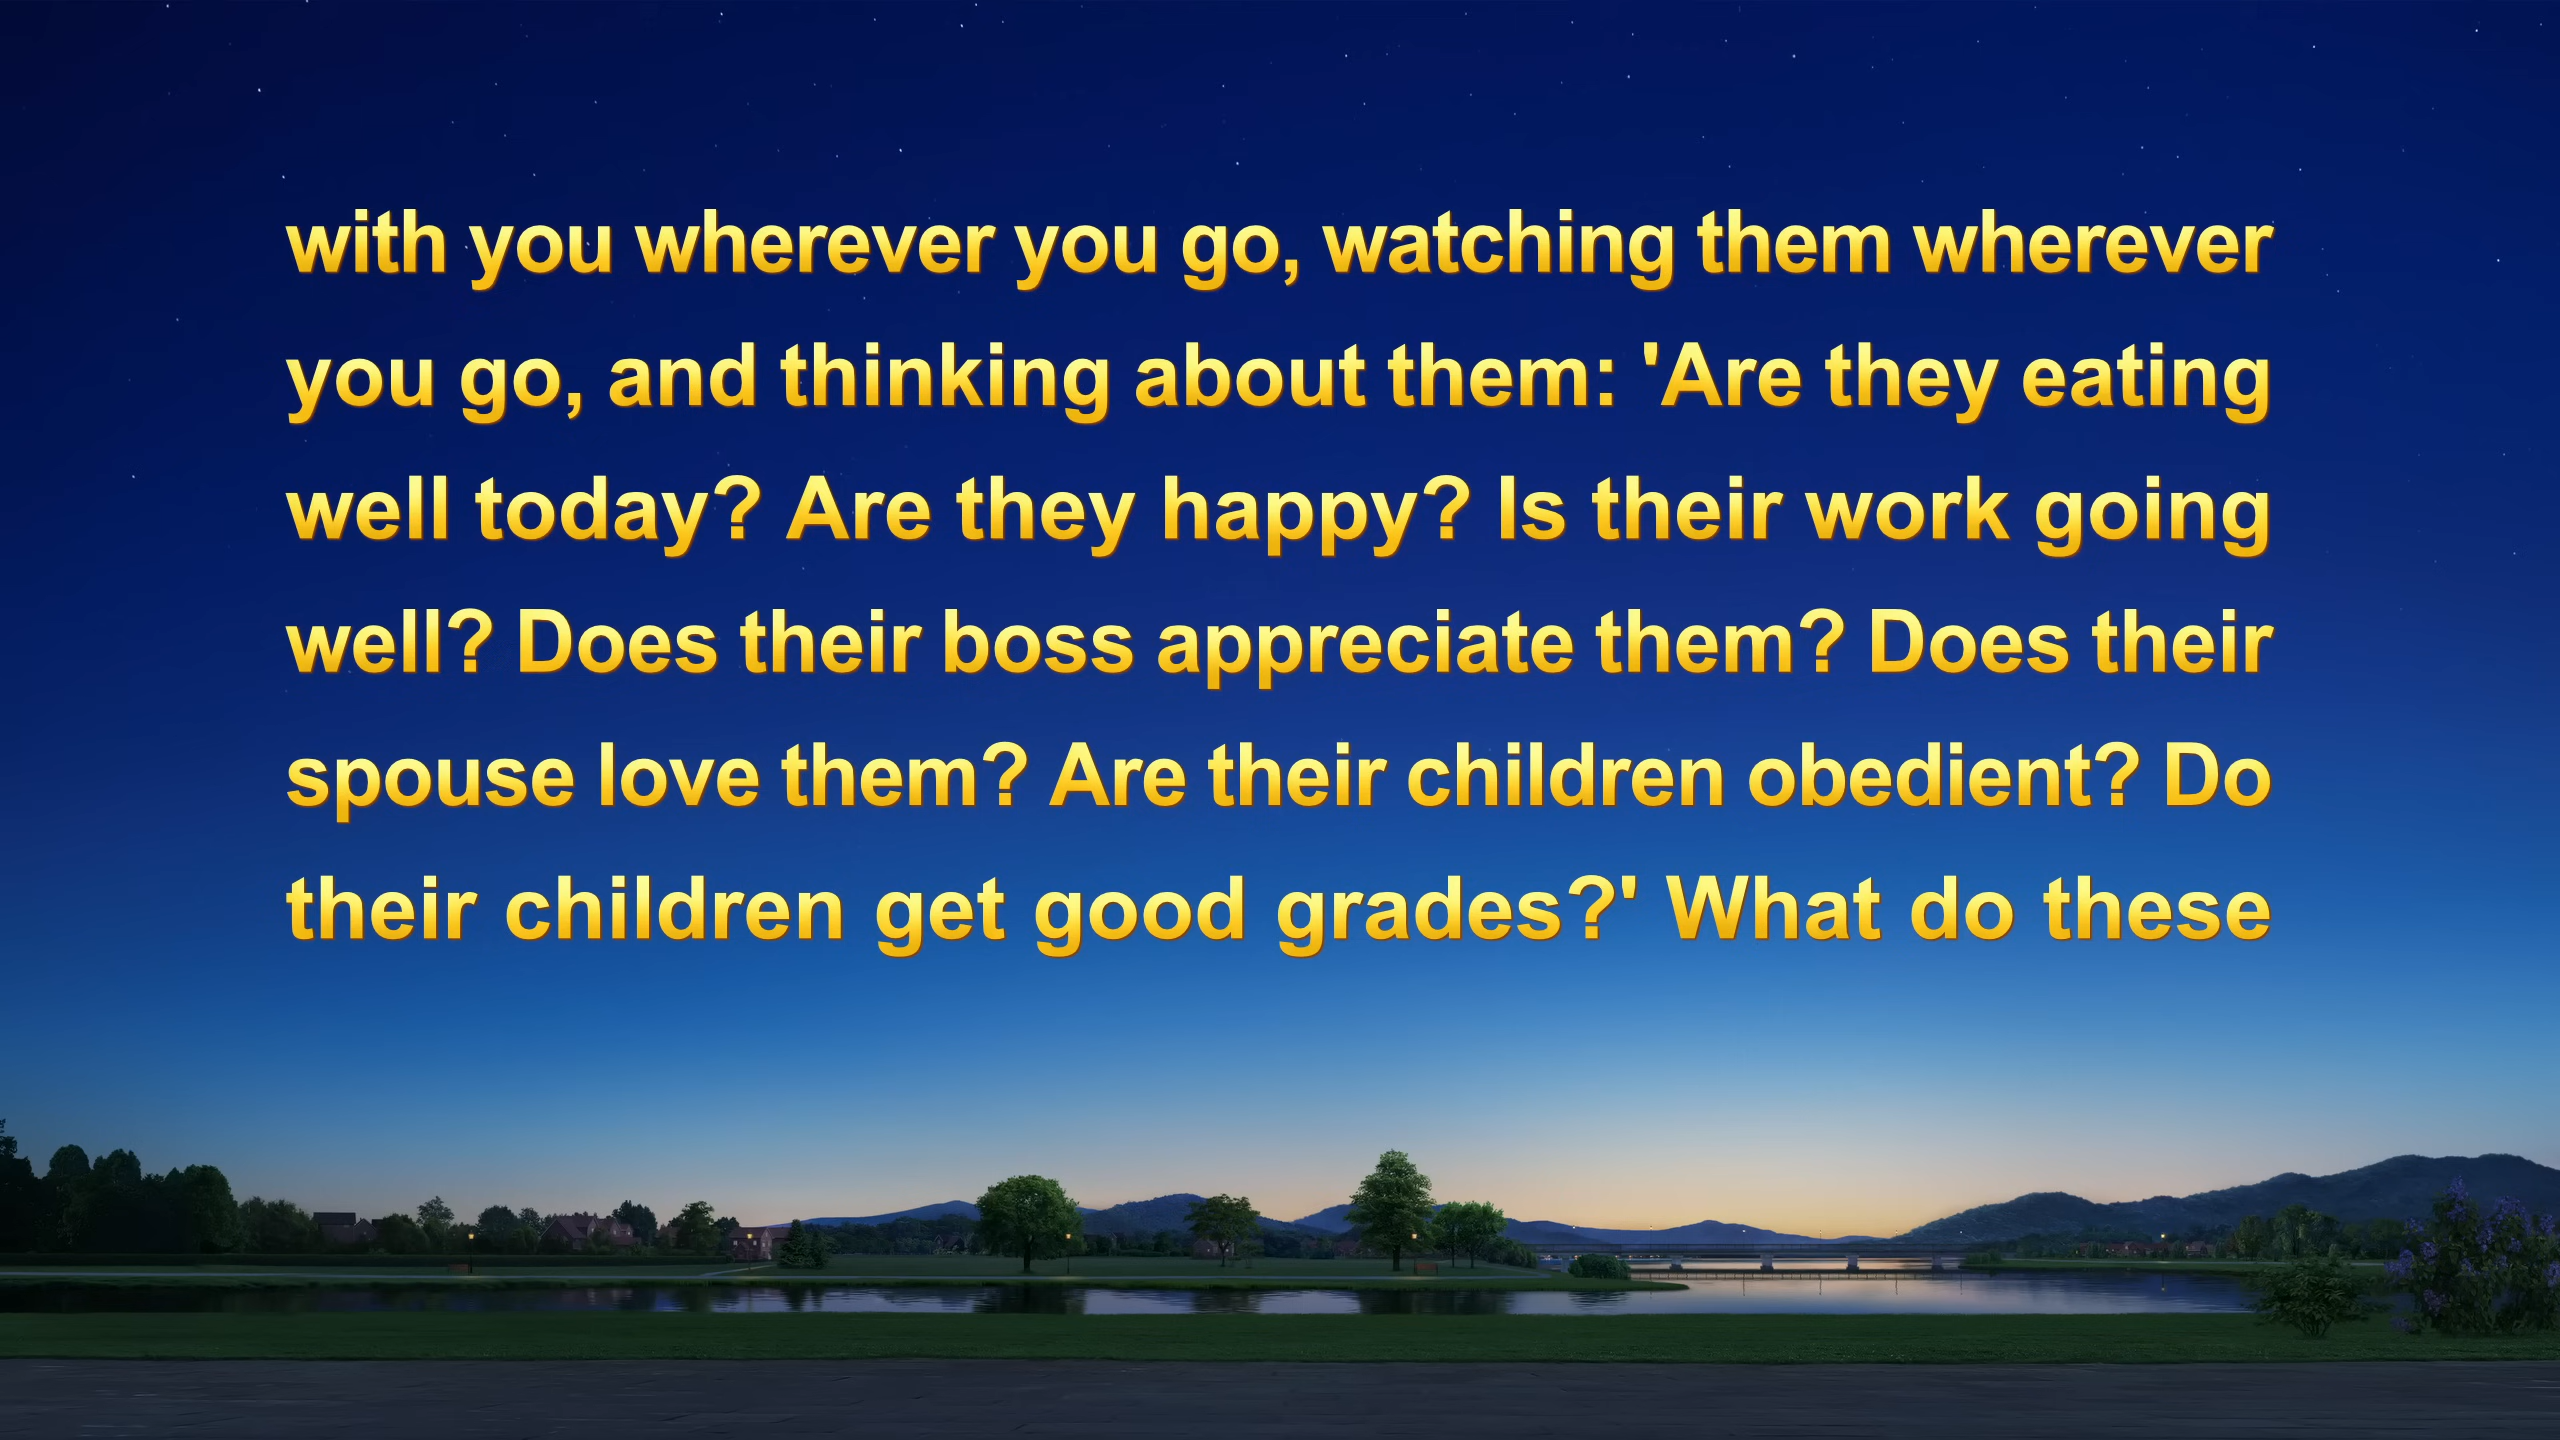 with you wherever you go, watching them wherever
you go, and thinking about them: 'Are they eating
well today? Are they happy? Is their work going
well? Does their boss appreciate them? Does their
spouse love them? Are their children obedient? Do
their children get good grades?' What do these